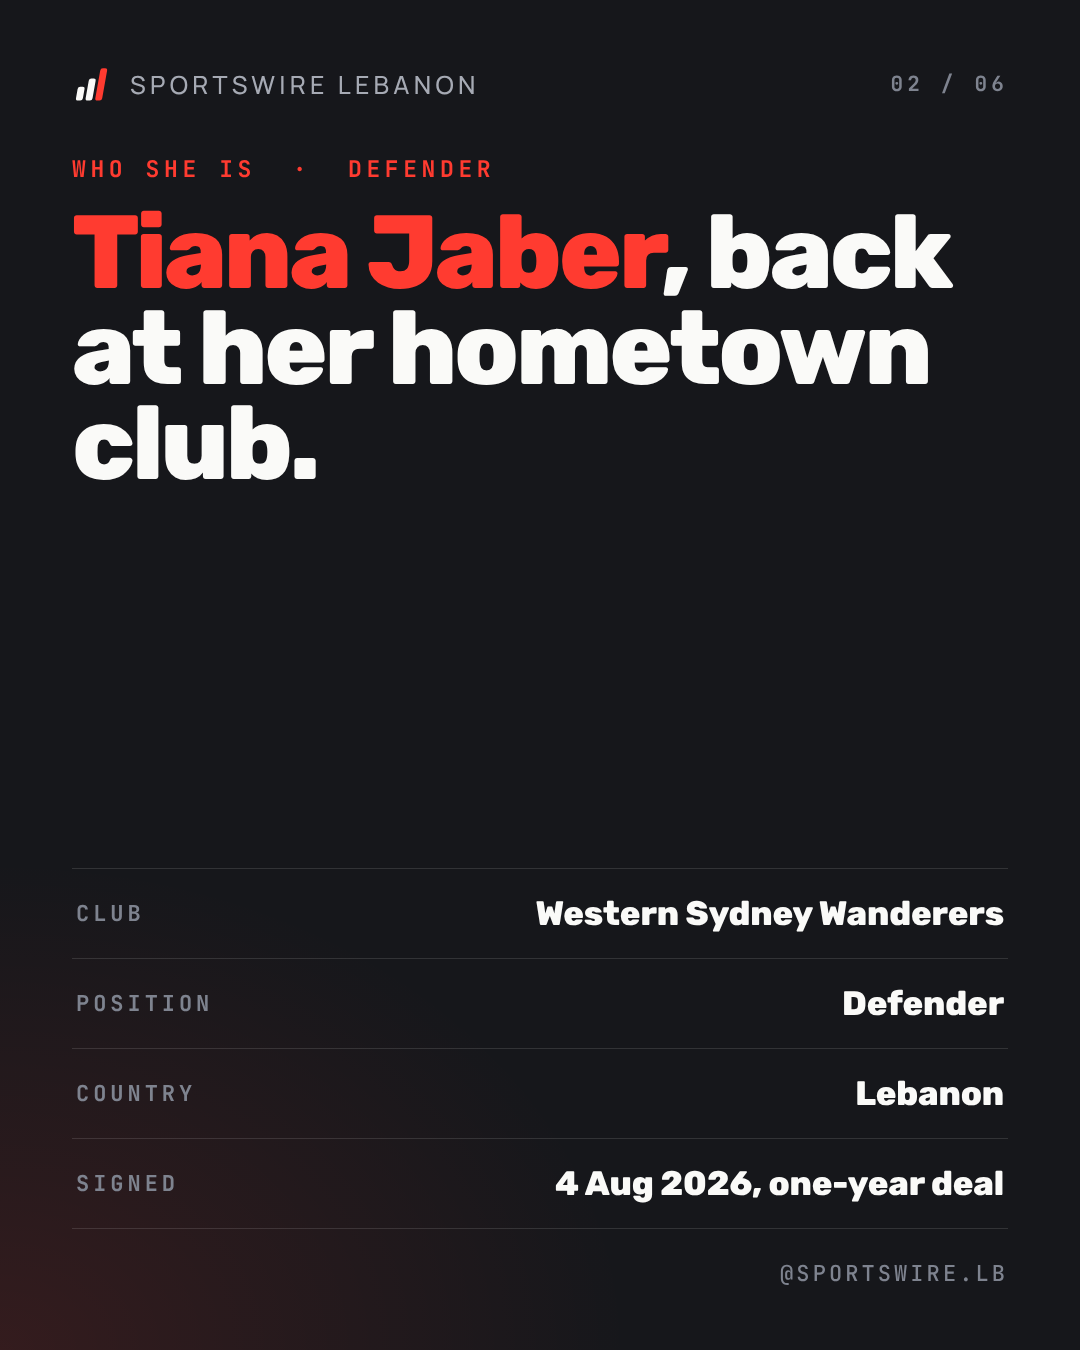 SPORTSWIRE LEBANON
02 / 06
WHO SHE IS · DEFENDER
Tiana Jaber, back
at her hometown
club.
CLUB
Western Sydney Wanderers
POSITION
Defender
COUNTRY
Lebanon
SIGNED
4 Aug 2026, one-year deal
@SPORTSWIRE.LB